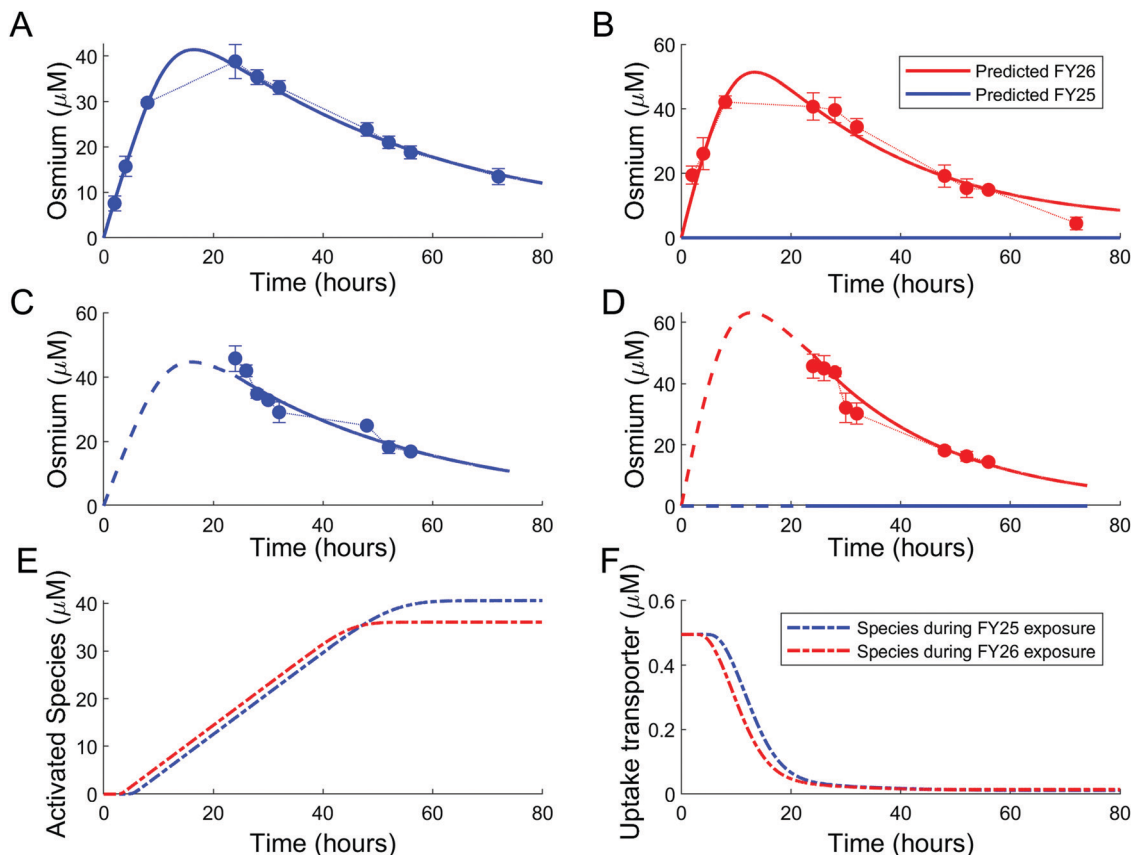 A
Osmium (μM)
40
30
20
10
0
0 20 40 60 80
Time (hours)
B
Osmium (μM)
60
40
20
0
0 20 40 60 80
Time (hours)
Predicted FY26
Predicted FY25
C
Osmium (μM)
60
40
20
0
0 20 40 60 80
Time (hours)
D
Osmium (μM)
60
40
20
0
0 20 40 60 80
Time (hours)
E
Activated Species (μM)
40
30
20
10
0
0 20 40 60 80
Time (hours)
F
Uptake transporter (μM)
0.6
0.4
0.2
0
0 20 40 60 80
Time (hours)
Species during FY25 exposure
Species during FY26 exposure